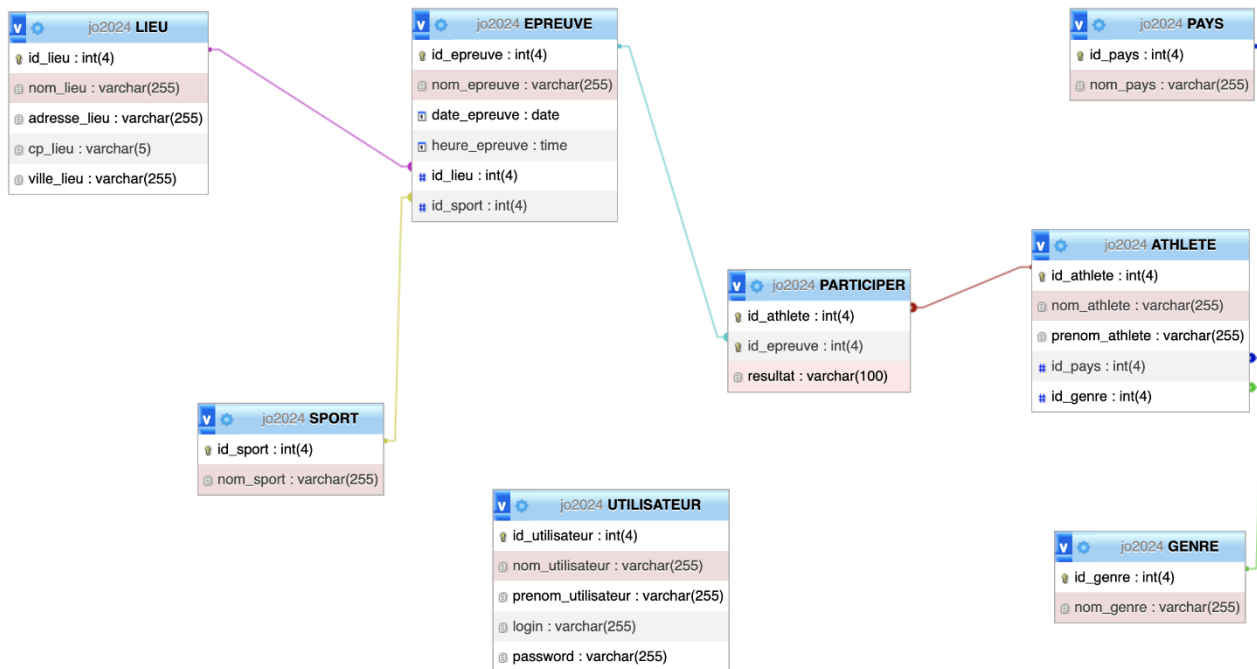 jo2024 LIEU
id_lieu : int(4)
nom_lieu : varchar(255)
adresse_lieu : varchar(255)
cp_lieu : varchar(5)
ville_lieu : varchar(255)
jo2024 EPREUVE
id_epreuve : int(4)
nom_epreuve : varchar(255)
date_epreuve : date
heure_epreuve : time
id_lieu : int(4)
id_sport : int(4)
jo2024 PAYS
id_pays : int(4)
nom_pays : varchar(255)
jo2024 ATHLETE
id_athlete : int(4)
nom_athlete : varchar(255)
prenom_athlete : varchar(255)
id_pays : int(4)
id_genre : int(4)
jo2024 PARTICIPER
id_athlete : int(4)
id_epreuve : int(4)
resultat : varchar(100)
jo2024 SPORT
id_sport : int(4)
nom_sport : varchar(255)
jo2024 UTILISATEUR
id_utilisateur : int(4)
nom_utilisateur : varchar(255)
prenom_utilisateur : varchar(255)
login : varchar(255)
password : varchar(255)
jo2024 GENRE
id_genre : int(4)
nom_genre : varchar(255)